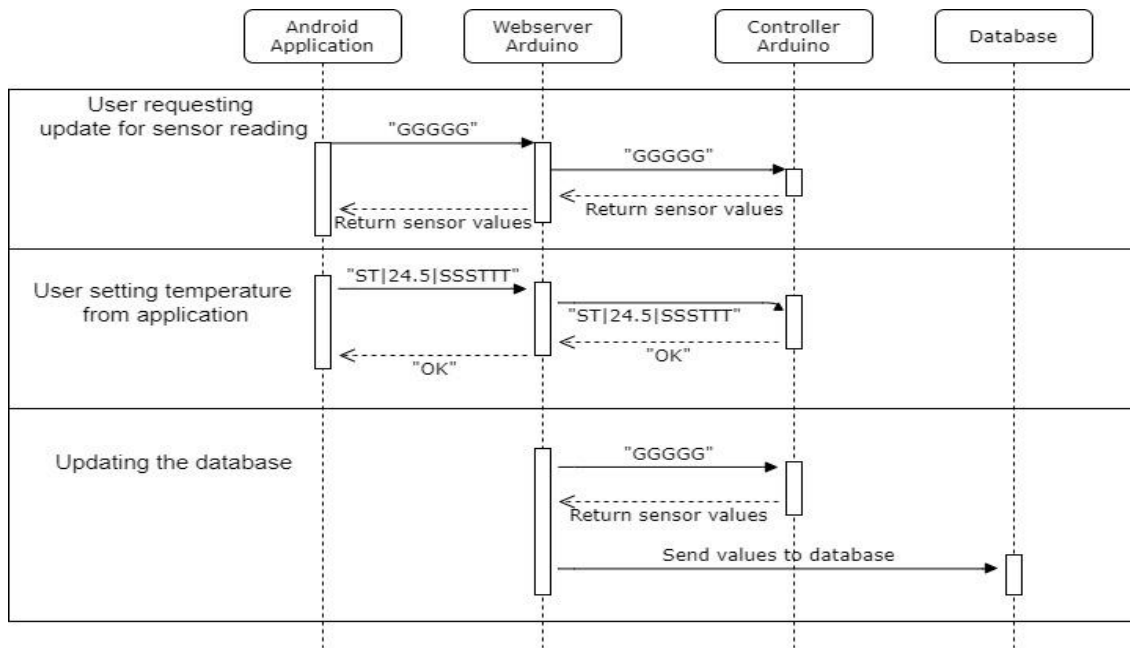 Android
Application
Webserver
Arduino
Controller
Arduino
Database
User requesting
update for sensor reading
"GGGGG"
"GGGGG"
Return sensor values
Return sensor values
User setting temperature
from application
"ST|24.5|SSSTTT"
"ST|24.5|SSSTTT"
"OK"
"OK"
Updating the database
"GGGGG"
Return sensor values
Send values to database